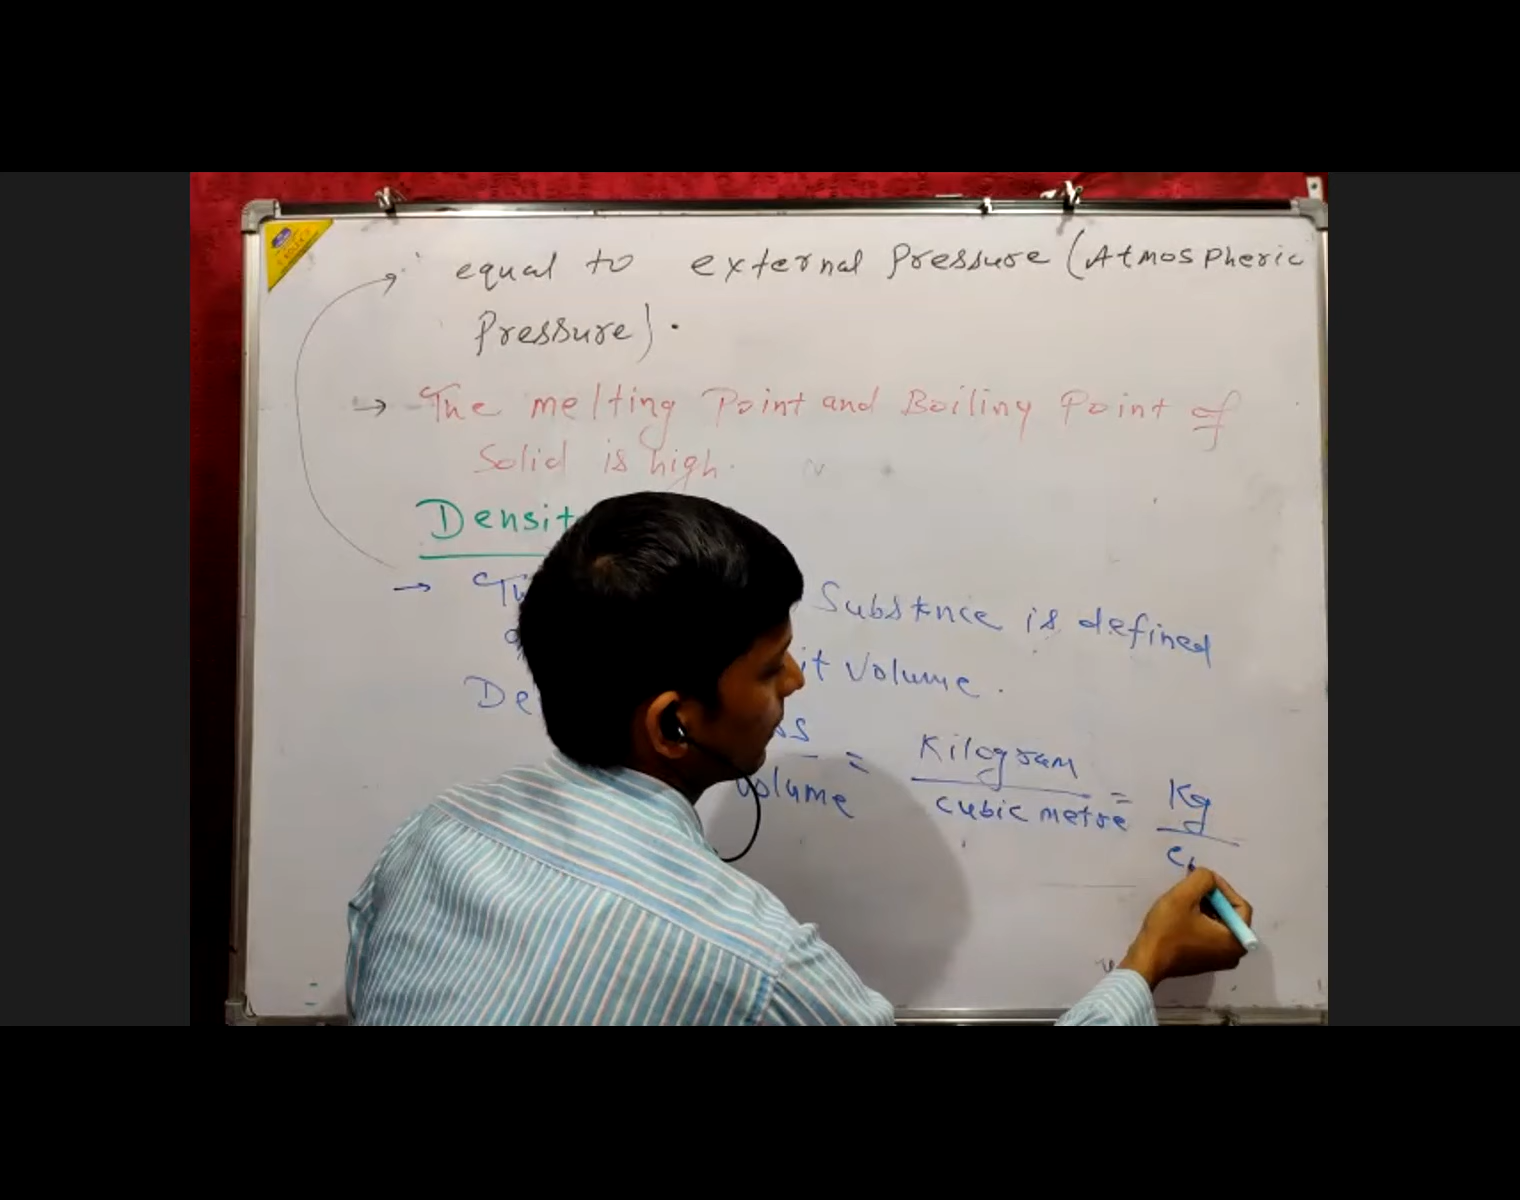 equal to external Pressure (Atmospheric
Pressure).
→ The melting Point and Boiling Point of
Solid is high.
Densit
→ Substnce is defined
it Volume.
De
ss = Kilogram = Kg
volume cubic metre